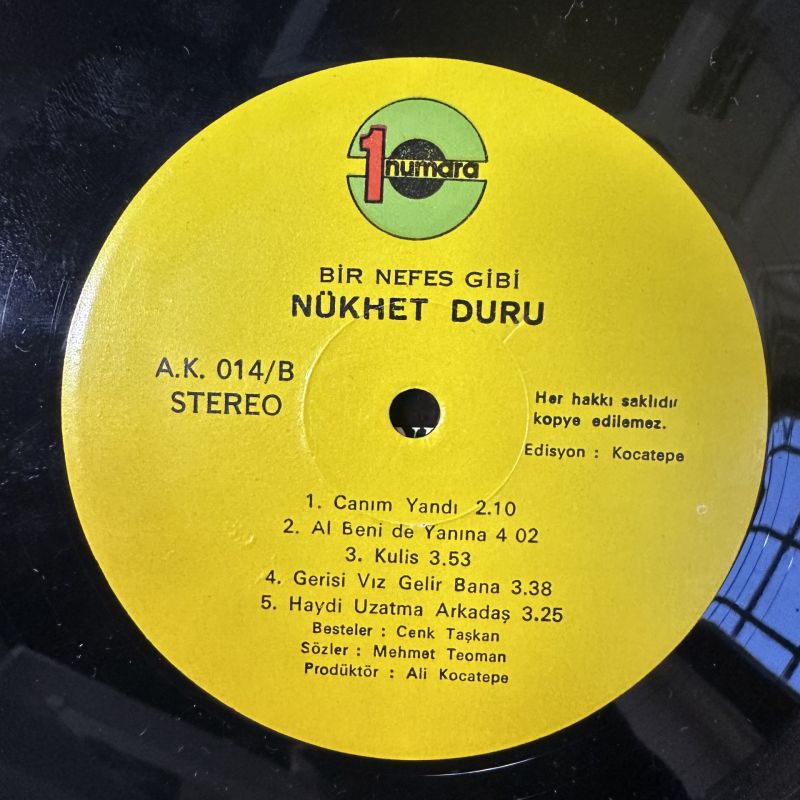 1 numara
BİR NEFES GİBİ
NÜKHET DURU
A.K. 014/B
STEREO
Her hakkı saklıdır
kopye edilemez.
Edisyon : Kocatepe
1. Canım Yandı 2.10
2. Al Beni de Yanına 4 02
3. Kulis 3.53
4. Gerisi Vız Gelir Bana 3.38
5. Haydi Uzatma Arkadaş 3.25
Besteler : Cenk Taşkan
Sözler : Mehmet Teoman
Prodüktör : Ali Kocatepe